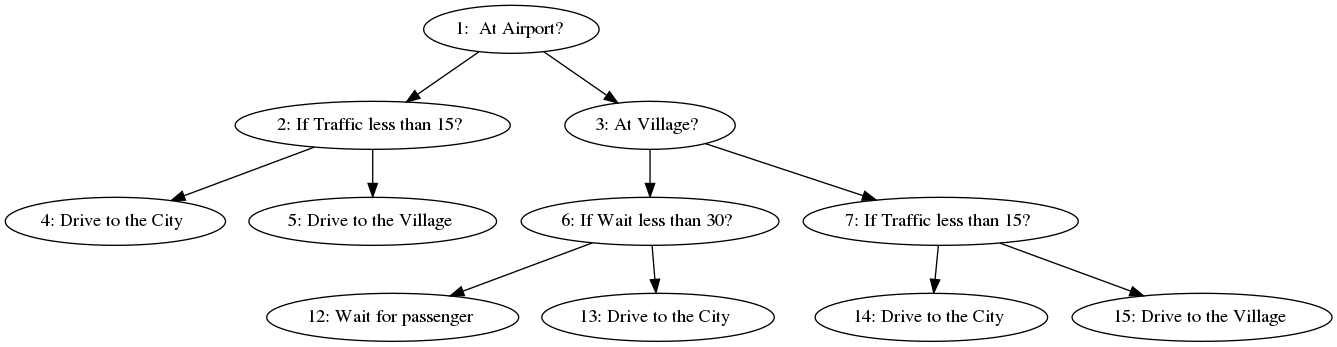 1: At Airport?
2: If Traffic less than 15?
3: At Village?
4: Drive to the City
5: Drive to the Village
6: If Wait less than 30?
7: If Traffic less than 15?
12: Wait for passenger
13: Drive to the City
14: Drive to the City
15: Drive to the Village